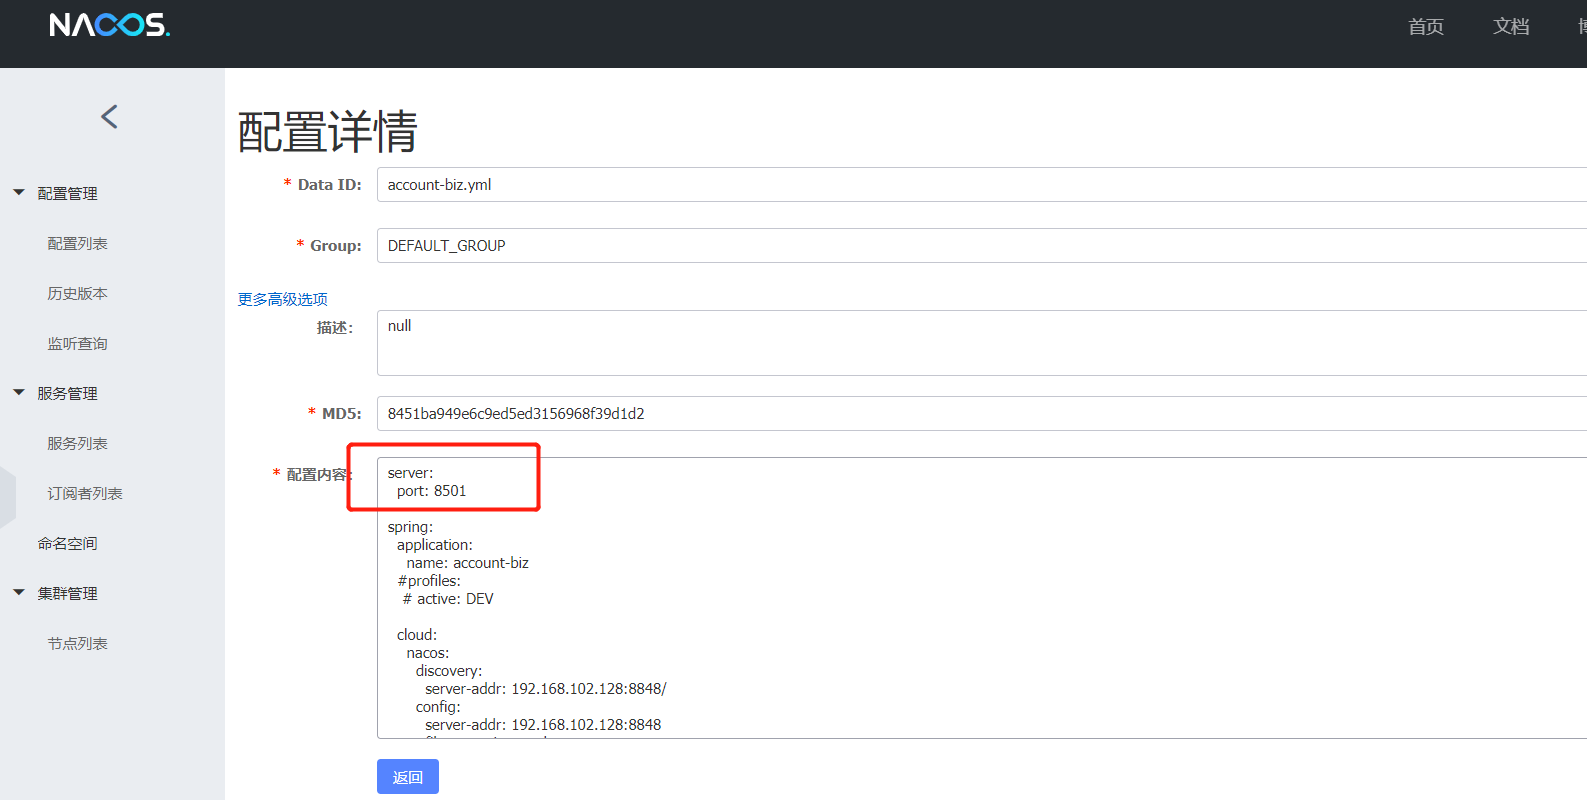 NACOS.
首页
文档
配置详情
配置管理
配置列表
历史版本
监听查询
服务管理
服务列表
订阅者列表
命名空间
集群管理
节点列表
* Data ID:
account-biz.yml
* Group:
DEFAULT_GROUP
更多高级选项
描述:
null
* MD5:
8451ba949e6c9ed5ed3156968f39d1d2
* 配置内容:
server:
port: 8501
spring:
application:
name: account-biz
#profiles:
# active: DEV
cloud:
nacos:
discovery:
server-addr: 192.168.102.128:8848/
config:
server-addr: 192.168.102.128:8848
返回